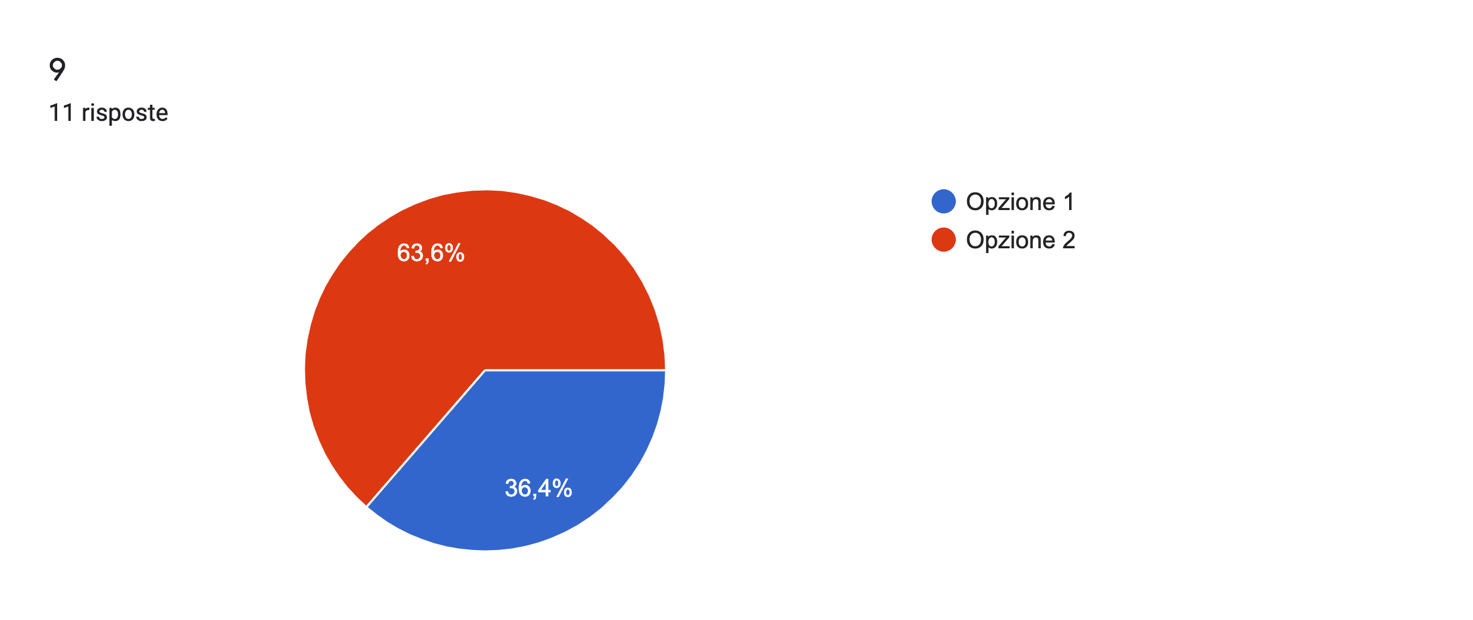 9
11 risposte
Opzione 1
Opzione 2
63,6%
36,4%